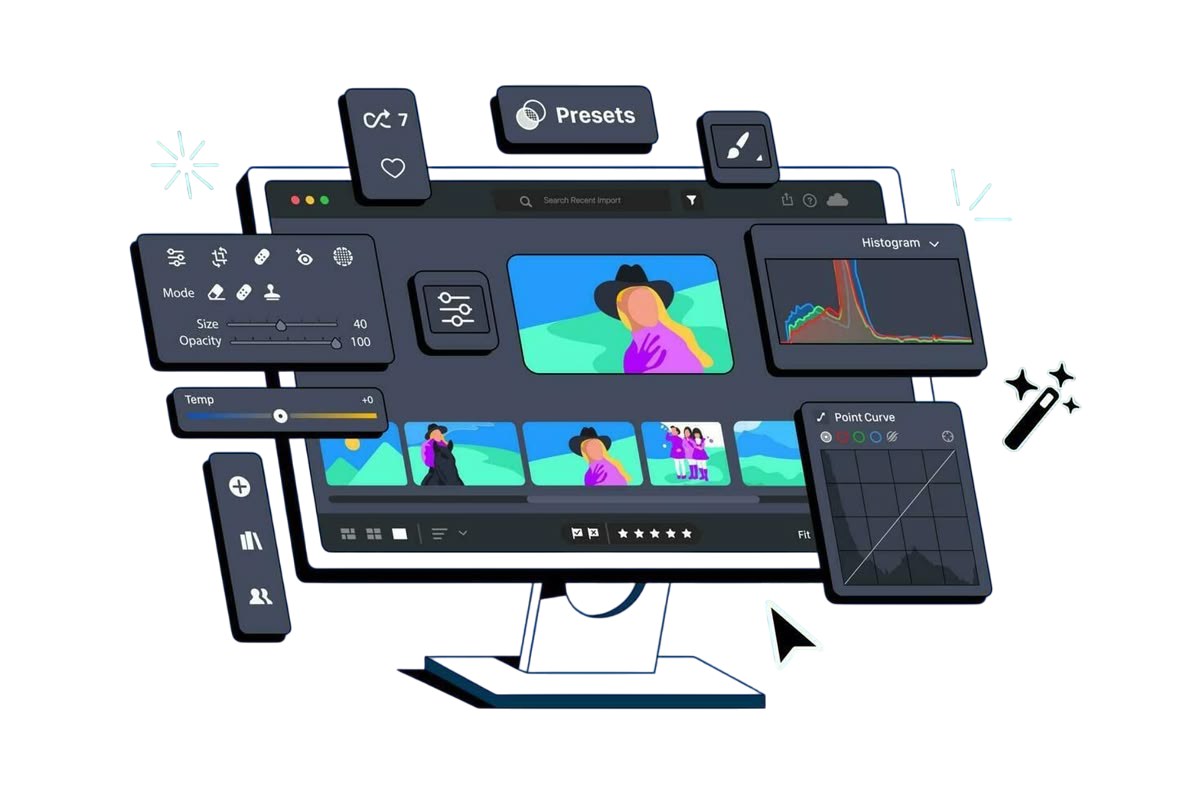 7
Presets
Search Recent Import
?
Histogram
Mode
Size 40
Opacity 100
Temp +0
Point Curve
Fit